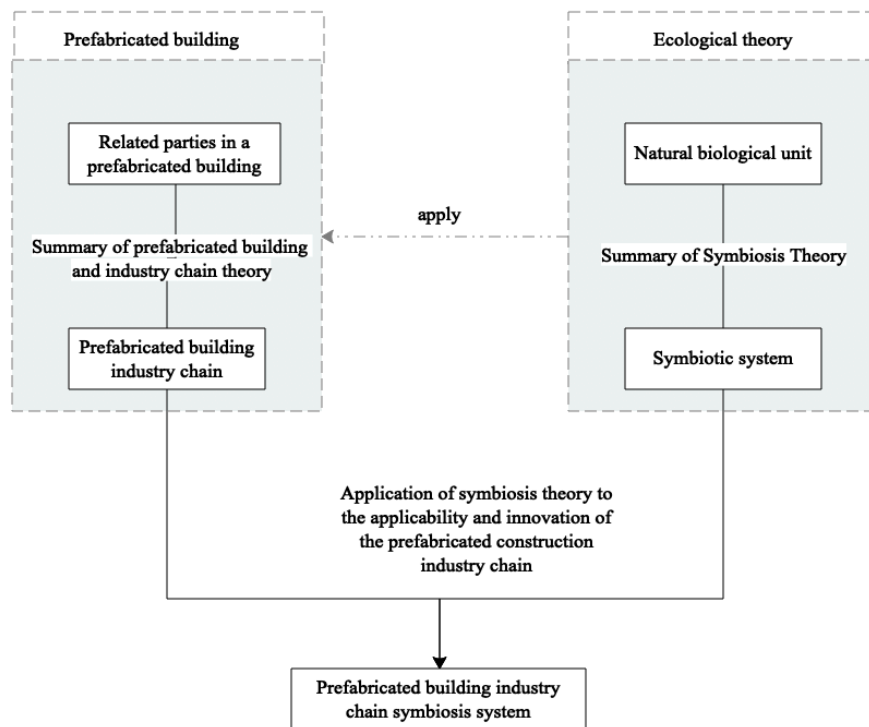 Prefabricated building
Ecological theory
Related parties in a
prefabricated building
Natural biological unit
apply
Summary of prefabricated building
and industry chain theory
Summary of Symbiosis Theory
Prefabricated building
industry chain
Symbiotic system
Application of symbiosis theory to
the applicability and innovation of
the prefabricated construction
industry chain
Prefabricated building industry
chain symbiosis system